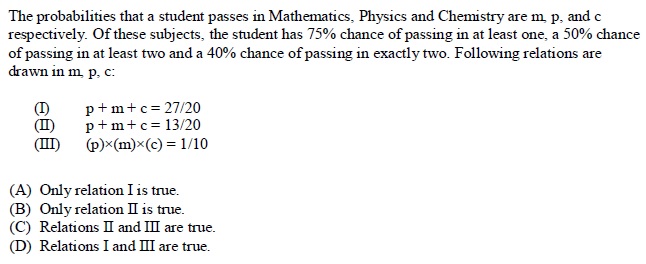 The probabilities that a student passes in Mathematics, Physics and Chemistry are m, p, and c
respectively. Of these subjects, the student has 75% chance of passing in at least one, a 50% chance
of passing in at least two and a 40% chance of passing in exactly two. Following relations are
drawn in m, p, c:
(I) p + m + c = 27/20
(II) p + m + c = 13/20
(III) (p)×(m)×(c) = 1/10
(A) Only relation I is true.
(B) Only relation II is true.
(C) Relations II and III are true.
(D) Relations I and III are true.